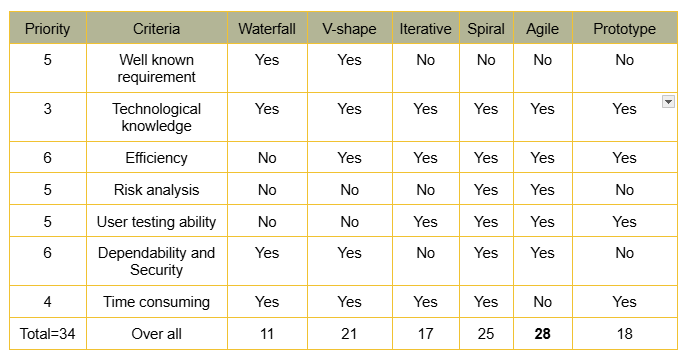 Priority Criteria Waterfall V-shape Iterative Spiral Agile Prototype
5 Well known requirement Yes Yes No No No No
3 Technological knowledge Yes Yes Yes Yes Yes Yes
6 Efficiency No Yes Yes Yes Yes Yes
5 Risk analysis No No No Yes Yes No
5 User testing ability No No Yes Yes Yes Yes
6 Dependability and Security Yes Yes No Yes Yes No
4 Time consuming Yes Yes Yes Yes No Yes
Total=34 Over all 11 21 17 25 28 18